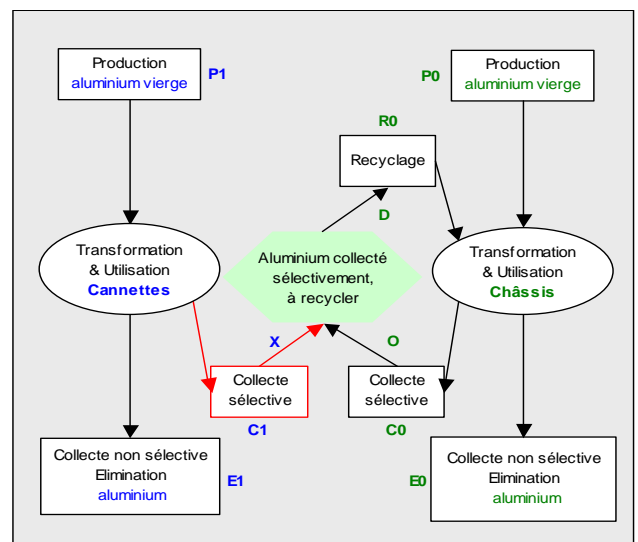 Production
aluminium vierge
P1
P0
Production
aluminium vierge
R0
Recyclage
D
Transformation
& Utilisation
Cannettes
Aluminium collecté
sélectivement,
à recycler
Transformation
& Utilisation
Châssis
X
O
Collecte
sélective
C1
Collecte
sélective
C0
Collecte non sélective
Elimination
aluminium
E1
E0
Collecte non sélective
Elimination
aluminium